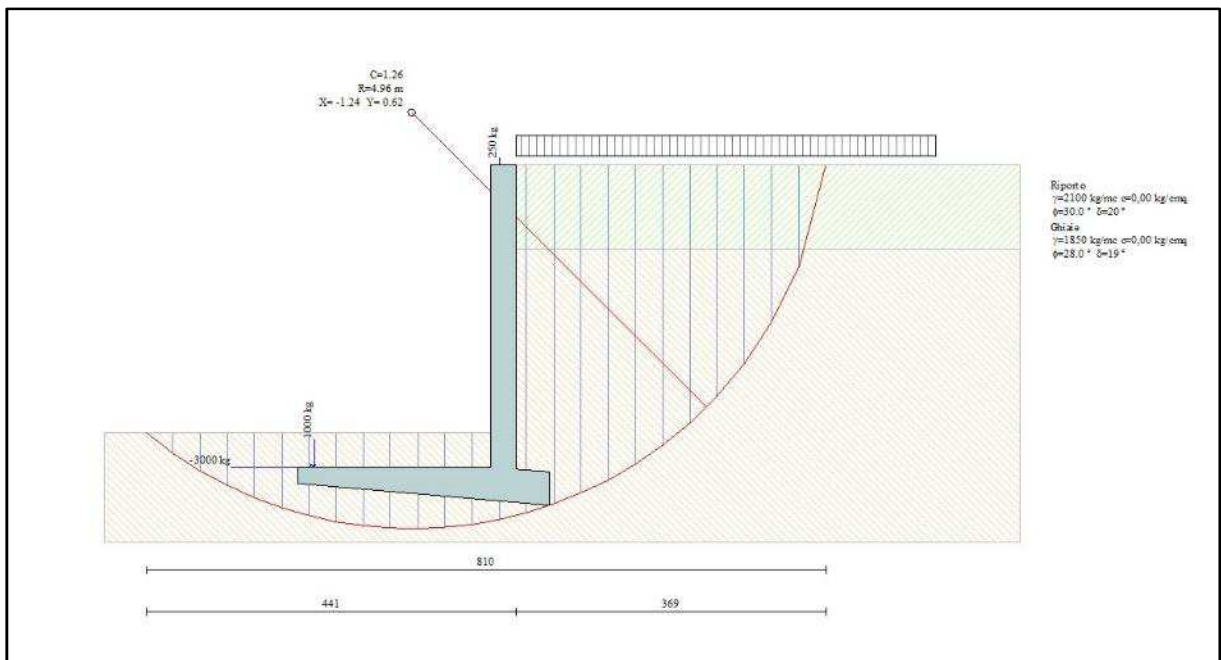 C=1.26
R=4.96 m
X= -1.24 Y= 0.62
250 kg
Riporto
γ=2100 kg/mc c=0,00 kg/cmq
ϕ=30.0 ° δ=20 °
Ghiaie
γ=1850 kg/mc c=0,00 kg/cmq
ϕ=28.0 ° δ=19 °
1000 kg
-3000 kg
810
441
369